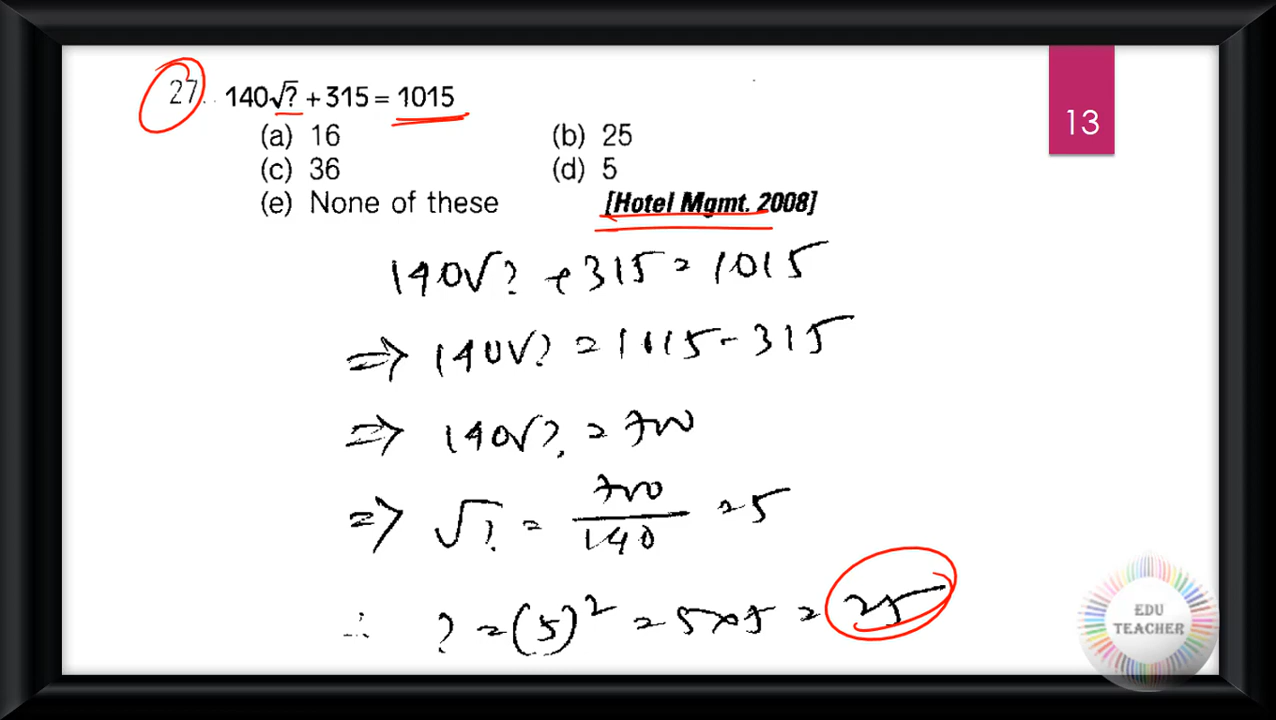 27. 140√? + 315 = 1015
13
(a) 16 (b) 25
(c) 36 (d) 5
(e) None of these [Hotel Mgmt. 2008]
140√? + 315 = 1015
⇒ 140√? = 1015 - 315
⇒ 140√? = 700
⇒ √? = 700/140 = 5
∴ ? = (5)² = 5×5 = 25
EDU
TEACHER